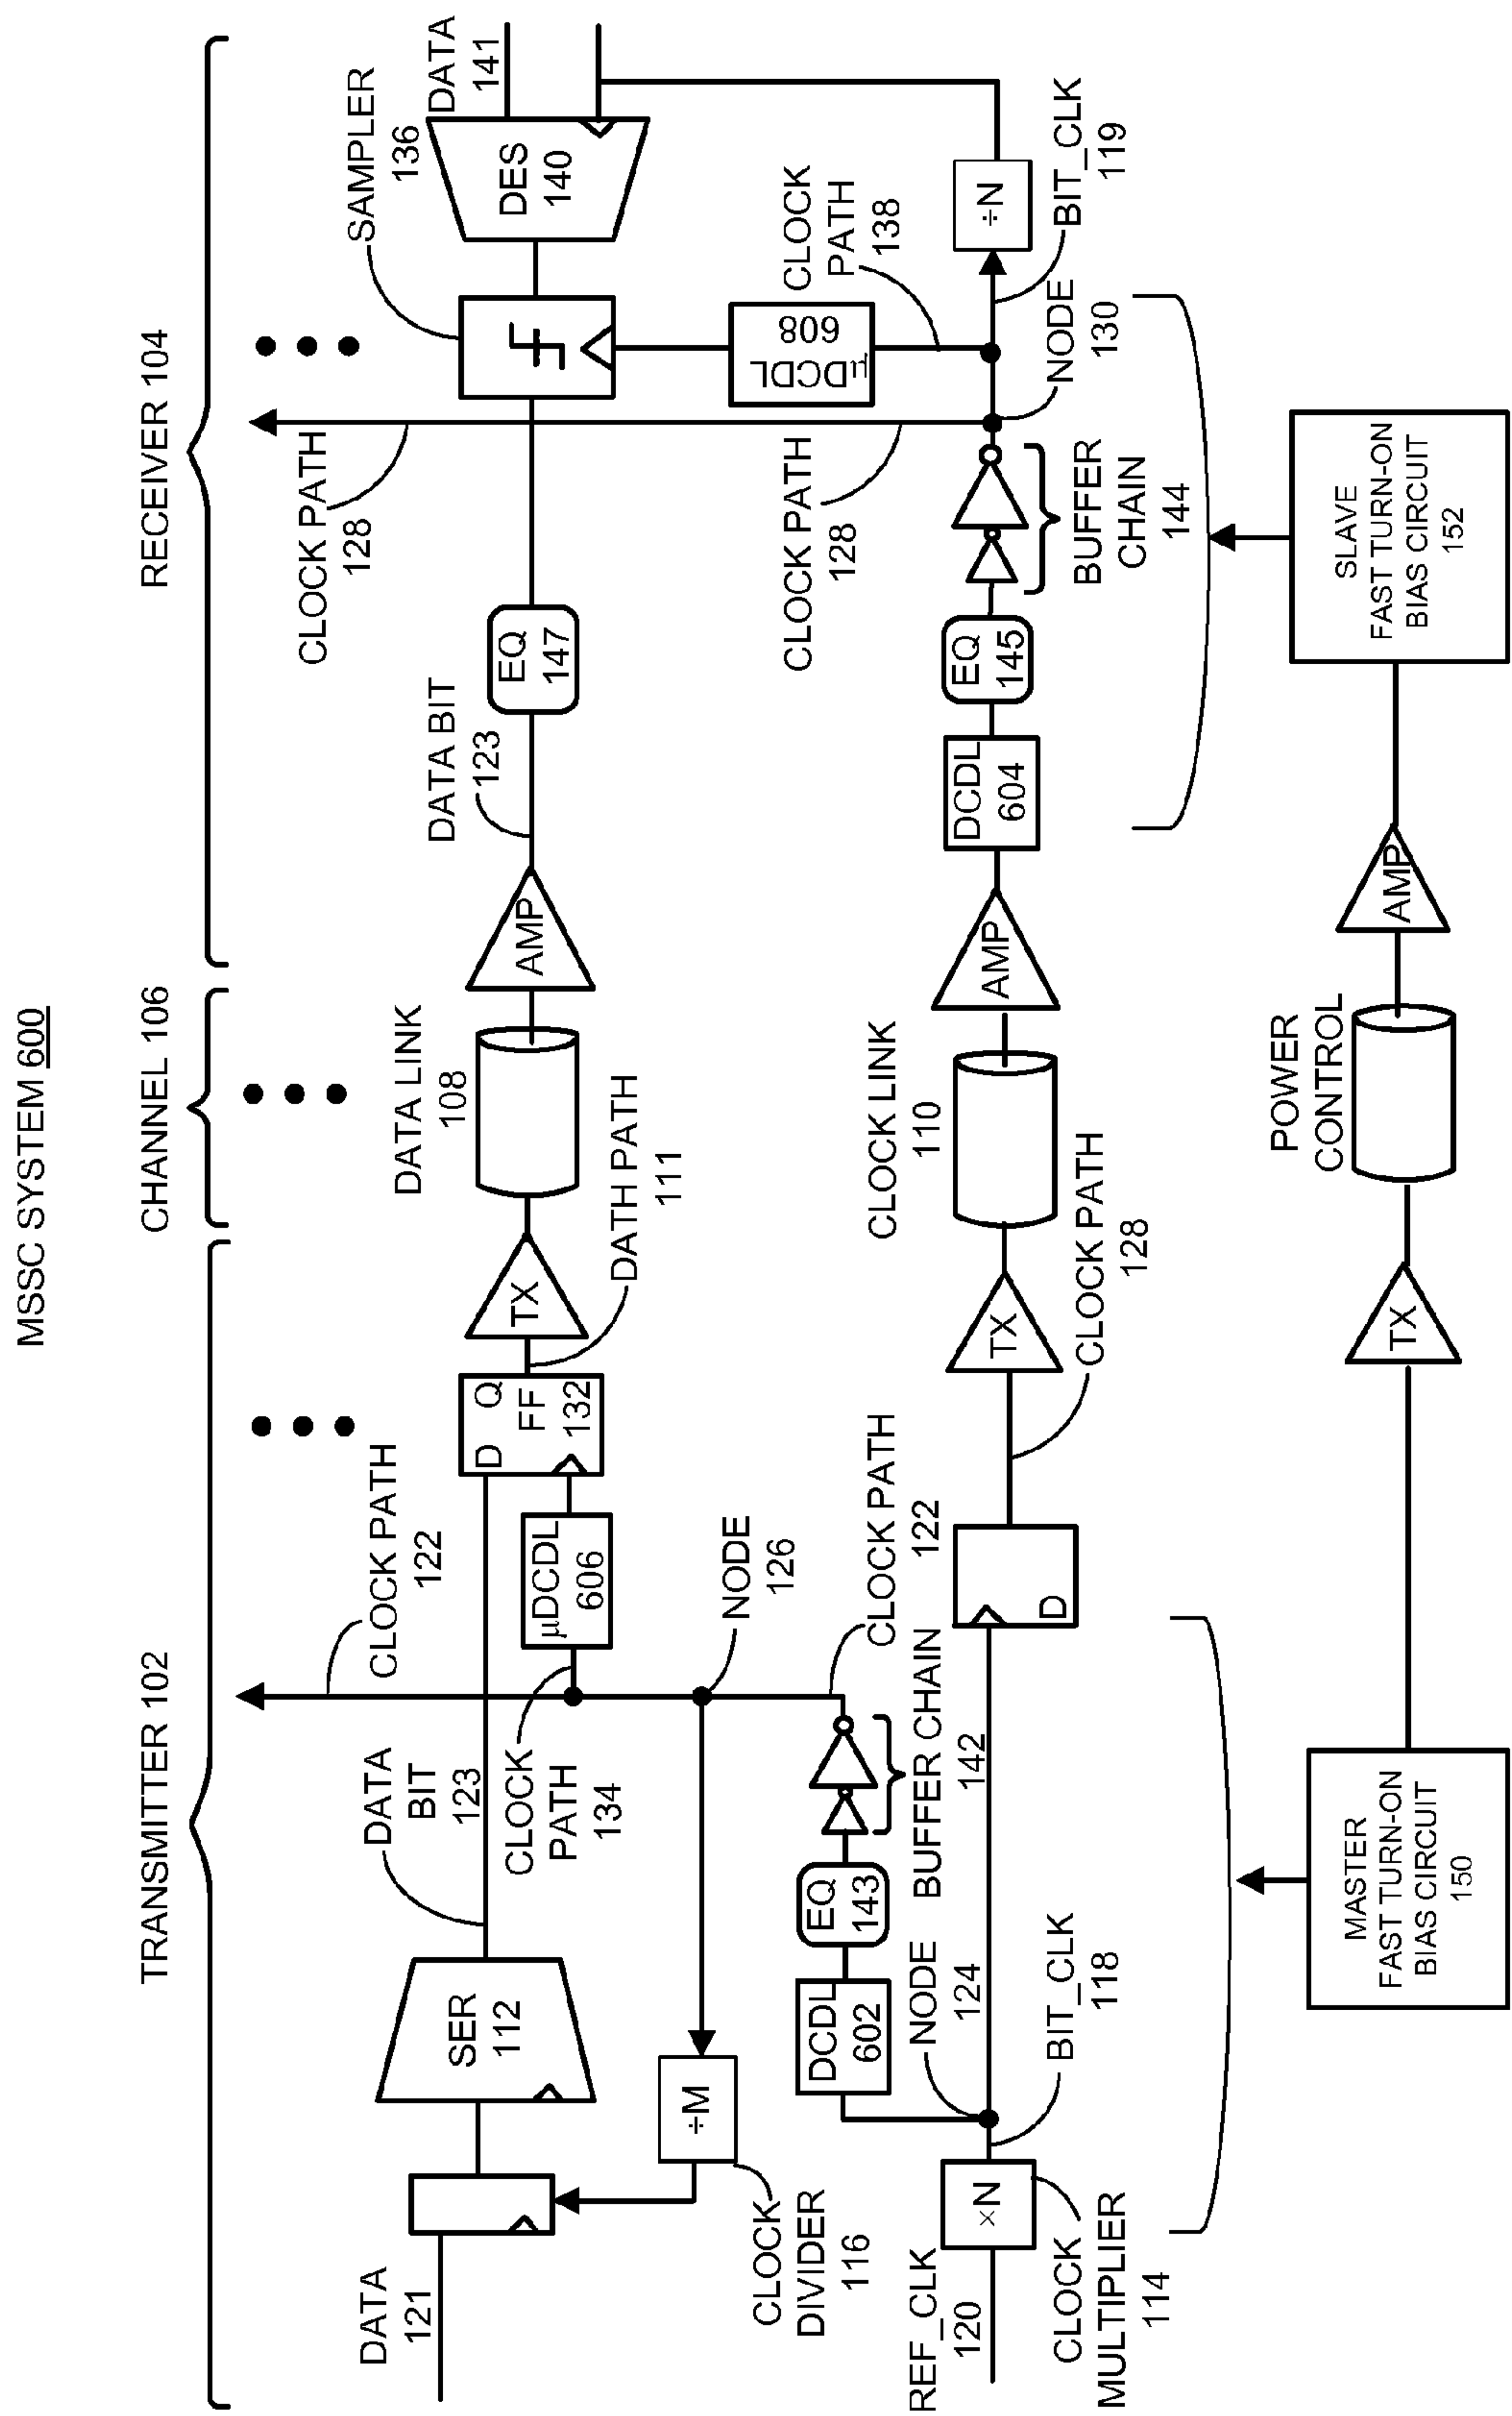 MSSC SYSTEM 600
TRANSMITTER 102
CHANNEL 106
RECEIVER 104
DATA
121
SER
112
DATA
BIT
123
CLOCK PATH
122
CLOCK
PATH
134
µDCDL
606
D Q
FF
132
TX
DATH PATH
111
DATA LINK
108
AMP
DATA BIT
123
EQ
147
CLOCK PATH
128
SAMPLER
136
DES
140
DATA
141
CLOCK
DIVIDER
116
÷M
NODE
126
CLOCK PATH
122
DCDL
602
EQ
143
BUFFER CHAIN
142
REF_CLK
120
×N
CLOCK
MULTIPLIER
114
NODE
124
BIT_CLK
118
D
CLOCK PATH
128
TX
CLOCK LINK
110
AMP
DCDL
604
EQ
145
BUFFER
CHAIN
144
CLOCK PATH
128
µDCDL
608
CLOCK
PATH
138
NODE
130
÷N
BIT_CLK
119
MASTER
FAST TURN-ON
BIAS CIRCUIT
150
TX
POWER
CONTROL
AMP
SLAVE
FAST TURN-ON
BIAS CIRCUIT
152